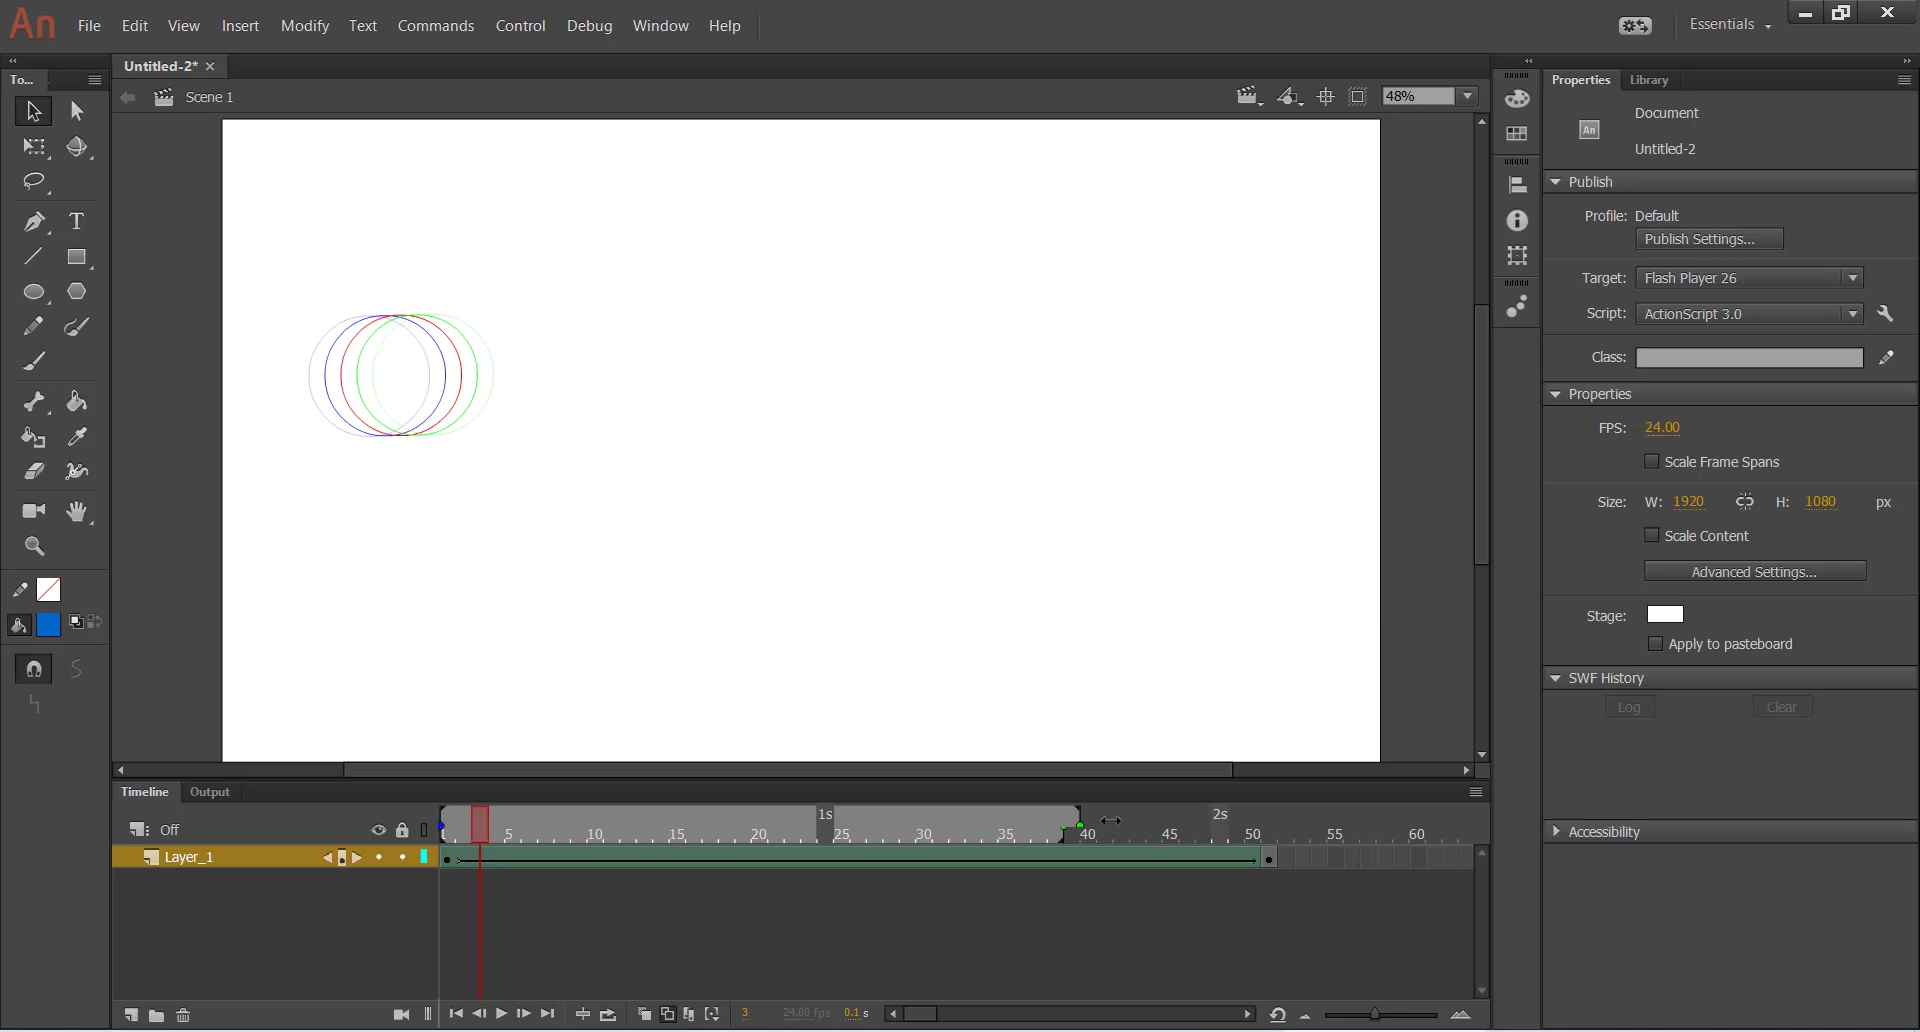 An File Edit View Insert Modify Text Commands Control Debug Window Help Essentials
To... Untitled-2* Properties Library
Scene 1 48%
Document
An
Untitled-2
Publish
Profile: Default
Publish Settings...
Target: Flash Player 26
Script: ActionScript 3.0
Class:
Properties
FPS: 24.00
Scale Frame Spans
Size: W: 1920 H: 1080 px
Scale Content
Advanced Settings...
Stage:
Apply to pasteboard
SWF History
Log Clear
Accessibility
Timeline Output
1s 2s
Off 5 10 15 20 25 30 35 40 45 50 55 60
Layer_1
3 24.00 fps 0.1 s